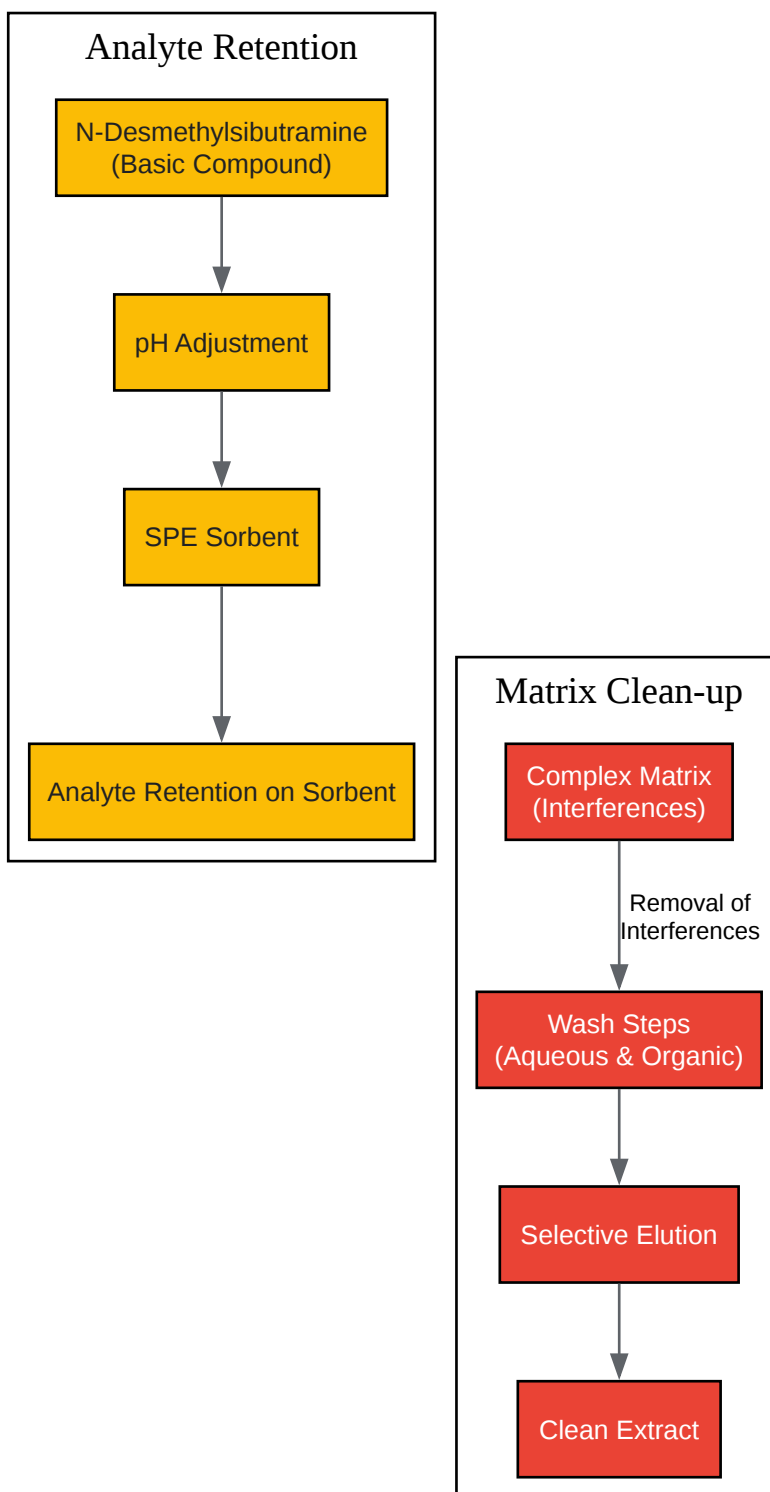 Analyte Retention
N-Desmethylsibutramine
(Basic Compound)
pH Adjustment
SPE Sorbent
Analyte Retention on Sorbent
Matrix Clean-up
Complex Matrix
(Interferences)
Removal of
Interferences
Wash Steps
(Aqueous & Organic)
Selective Elution
Clean Extract